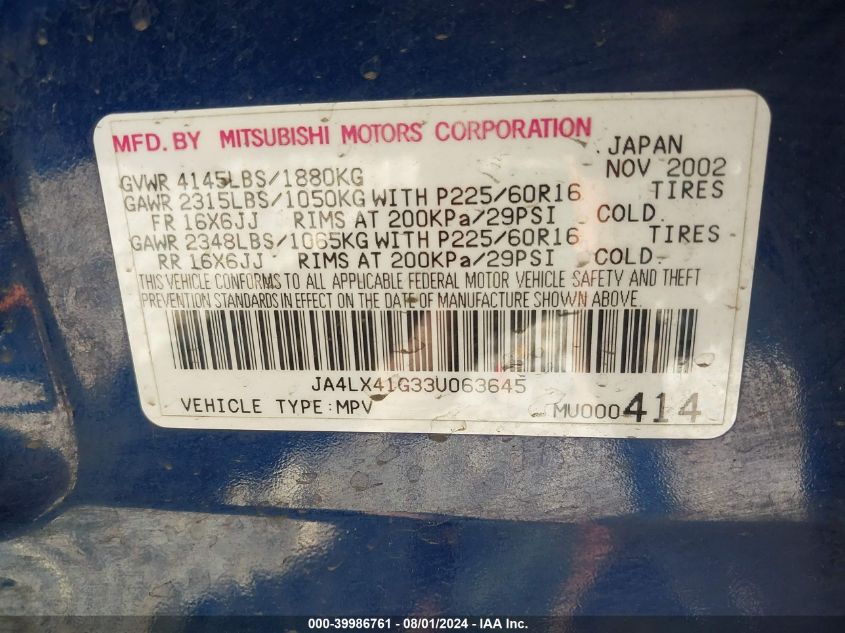 MFD. BY MITSUBISHI MOTORS CORPORATION JAPAN
GVWR 4145LBS/1880KG NOV 2002
GAWR 2315LBS/1050KG WITH P225/60R16 TIRES
FR 16X6JJ RIMS AT 200KPa/29PSI COLD.
GAWR 2348LBS/1065KG WITH P225/60R16 TIRES
RR 16X6JJ RIMS AT 200KPa/29PSI COLD.
THIS VEHICLE CONFORMS TO ALL APPLICABLE FEDERAL MOTOR VEHICLE SAFETY AND THEFT
PREVENTION STANDARDS IN EFFECT ON THE DATE OF MANUFACTURE SHOWN ABOVE.
JA4LX41G33U063645
VEHICLE TYPE:MPV MU000414
000-39986761 - 08/01/2024 - IAA Inc.